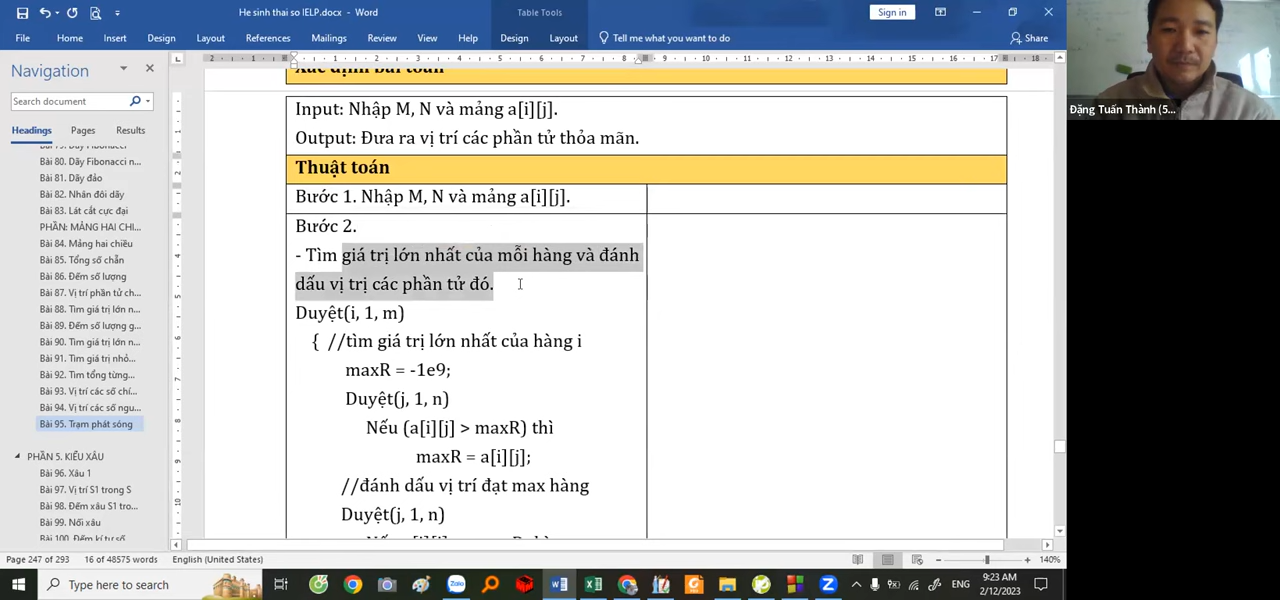 He sinh thai so IELP.docx - Word
Table Tools
Sign in
File
Home
Insert
Design
Layout
References
Mailings
Review
View
Help
Design
Layout
Tell me what you want to do
Share
Navigation
Search document
Headings
Pages
Results
Bài 80. Dãy Fibonacci n...
Bài 81. Dãy đảo
Bài 82. Nhân đôi dãy
Bài 83. Lát cắt cực đại
PHẦN: MẢNG HAI CHIỀU
Bài 84. Mảng hai chiều
Bài 85. Tổng số chẵn
Bài 86. Đếm số lượng
Bài 87. Vị trí phần tử ch...
Bài 88. Tìm giá trị lớn n...
Bài 89. Đếm số lượng g...
Bài 90. Tìm giá trị lớn n...
Bài 91. Tìm giá trị nhỏ...
Bài 92. Tìm tổng từng...
Bài 93. Vị trí các số chí...
Bài 94. Vị trí các số ngu...
Bài 95. Trạm phát sóng
PHẦN 5. KIỂU XÂU
Bài 96. Xâu 1
Bài 97. Vị trí S1 trong S
Bài 98. Đếm xâu S1 tro...
Bài 99. Nối xâu
Bài 100. Đếm kí tự số
Xác định bài toán
Input: Nhập M, N và mảng a[i][j].
Output: Đưa ra vị trí các phần tử thỏa mãn.
Thuật toán
Bước 1. Nhập M, N và mảng a[i][j].
Bước 2.
- Tìm giá trị lớn nhất của mỗi hàng và đánh
dấu vị trị các phần tử đó.
Duyệt(i, 1, m)
{ //tìm giá trị lớn nhất của hàng i
maxR = -1e9;
Duyệt(j, 1, n)
Nếu (a[i][j] > maxR) thì
maxR = a[i][j];
//đánh dấu vị trí đạt max hàng
Duyệt(j, 1, n)
Đặng Tuấn Thành (5...
Page 247 of 293
16 of 48575 words
English (United States)
140%
Type here to search
ENG
9:23 AM
2/12/2023